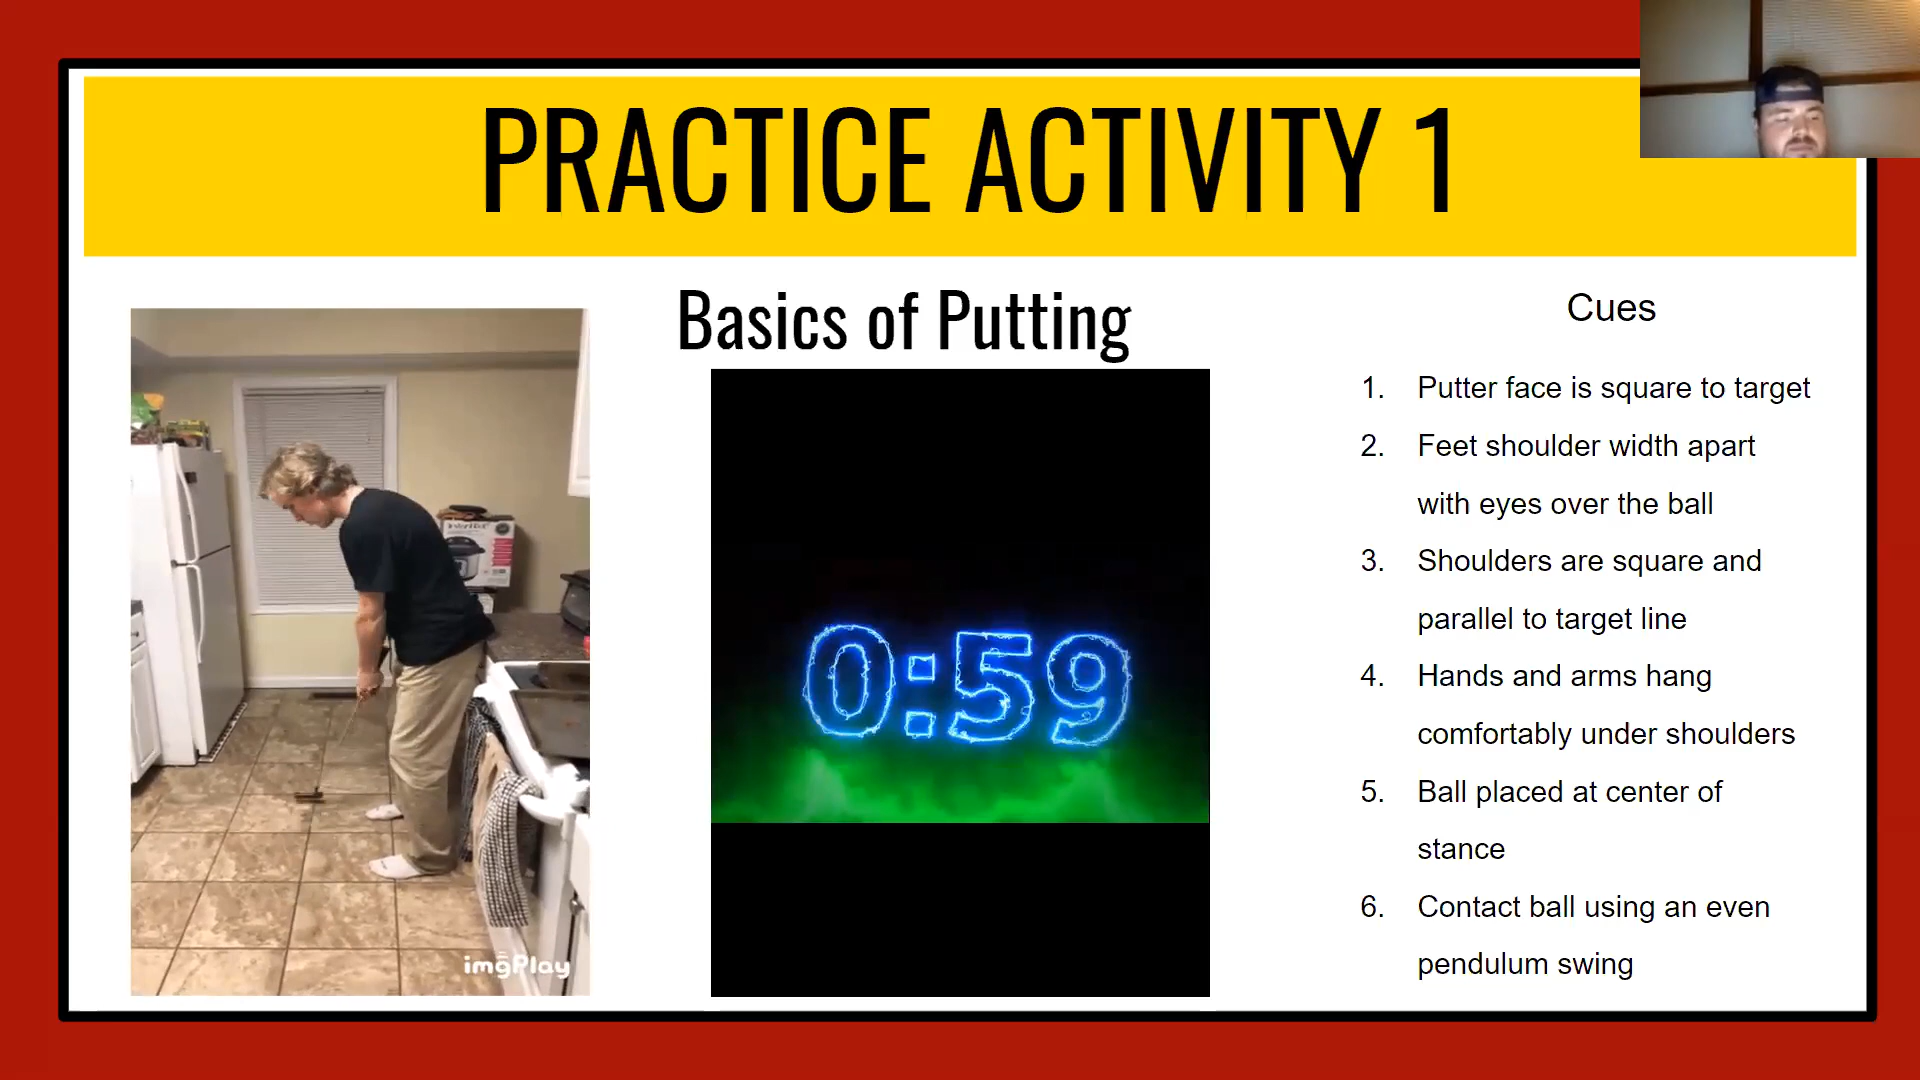 PRACTICE ACTIVITY 1
Basics of Putting
0:59
imgPlay
Cues
1. Putter face is square to target
2. Feet shoulder width apart
with eyes over the ball
3. Shoulders are square and
parallel to target line
4. Hands and arms hang
comfortably under shoulders
5. Ball placed at center of
stance
6. Contact ball using an even
pendulum swing